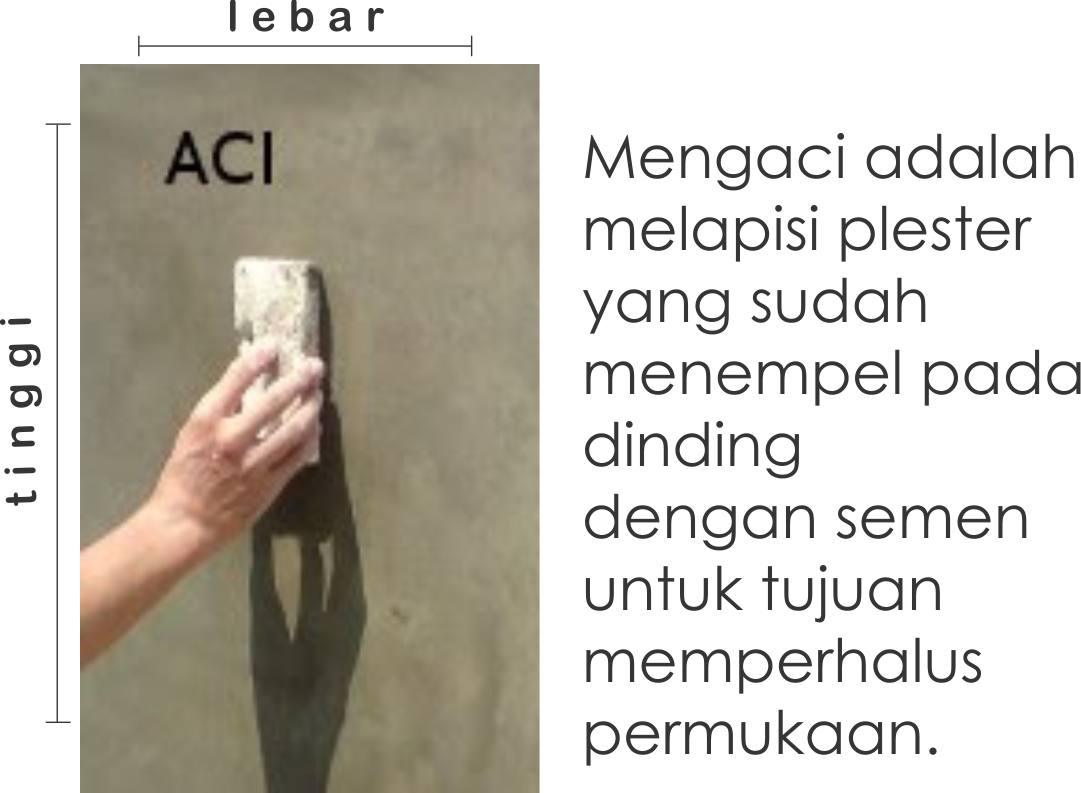 lebar
tinggi
ACI
Mengaci adalah
melapisi plester
yang sudah
menempel pada
dinding
dengan semen
untuk tujuan
memperhalus
permukaan.